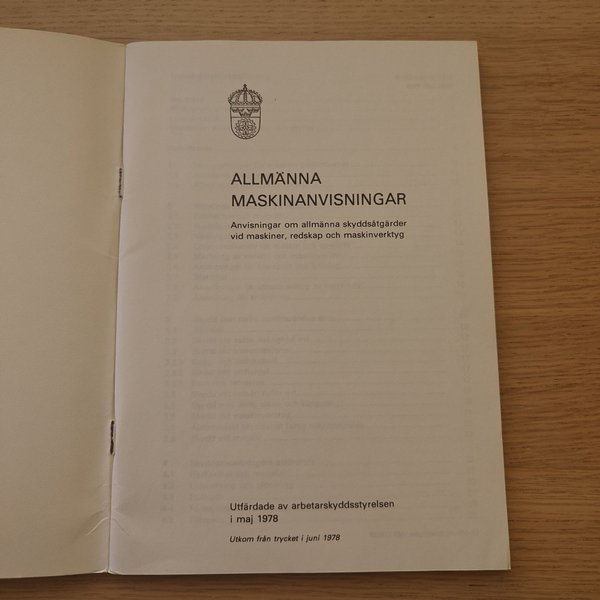 ALLMÄNNA
MASKINANVISNINGAR
Anvisningar om allmänna skyddsåtgärder
vid maskiner, redskap och maskinverktyg
Utfärdade av arbetarskyddsstyrelsen
i maj 1978
Utkom från trycket i juni 1978